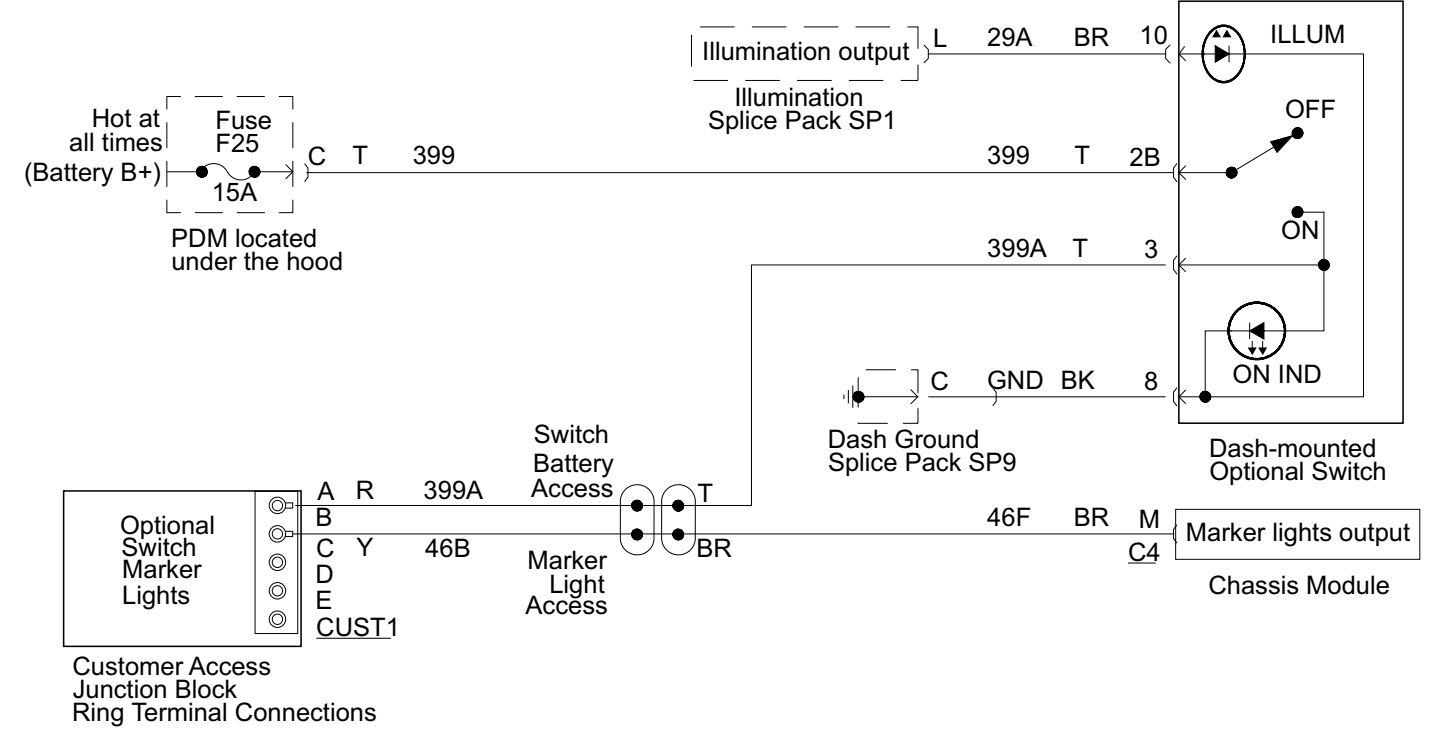 Illumination output
L 29A BR 10
ILLUM
Illumination
Splice Pack SP1
OFF
Hot at
all times
(Battery B+)
Fuse
F25
15A
C T 399
399 T 2B
PDM located
under the hood
ON
399A T 3
ON IND
C GND BK 8
Dash Ground
Splice Pack SP9
Dash-mounted
Optional Switch
Switch
Battery
Access
A R 399A
T
B
Optional
Switch
Marker
Lights
C Y 46B
BR
D
E
CUST1
Marker
Light
Access
46F BR M
C4
Marker lights output
Chassis Module
Customer Access
Junction Block
Ring Terminal Connections